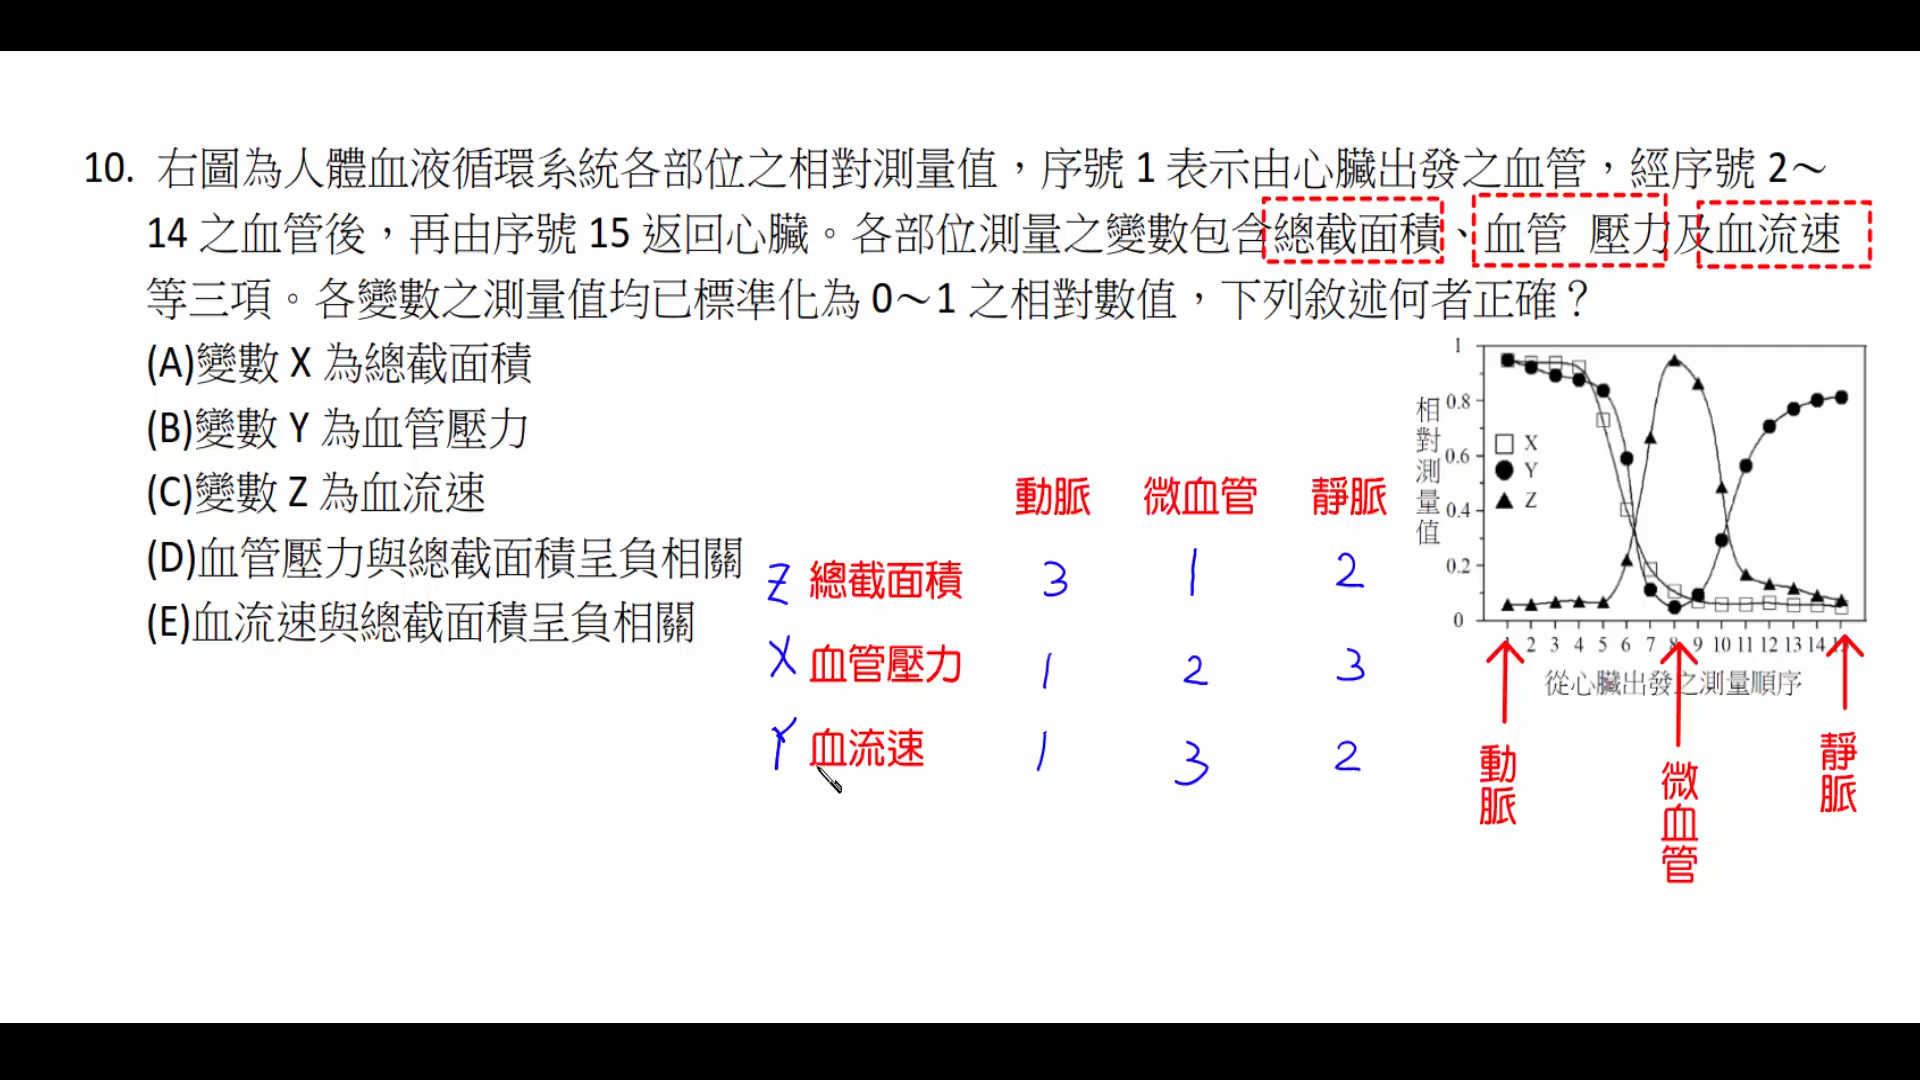 10. 右圖為人體血液循環系統各部位之相對測量值，序號 1 表示由心臟出發之血管，經序號 2～
14 之血管後，再由序號 15 返回心臟。各部位測量之變數包含總截面積、血管 壓力及血流速
等三項。各變數之測量值均已標準化為 0～1 之相對數值，下列敘述何者正確？
(A)變數 X 為總截面積
(B)變數 Y 為血管壓力
(C)變數 Z 為血流速
(D)血管壓力與總截面積呈負相關
(E)血流速與總截面積呈負相關
動脈 微血管 靜脈
Z 總截面積 3 1 2
X 血管壓力 1 2 3
Y 血流速 1 3 2
相對測量值
1
0.8
0.6
0.4
0.2
0
X
Y
Z
1 2 3 4 5 6 7 8 9 10 11 12 13 14 15
從心臟出發之測量順序
動脈
微血管
靜脈